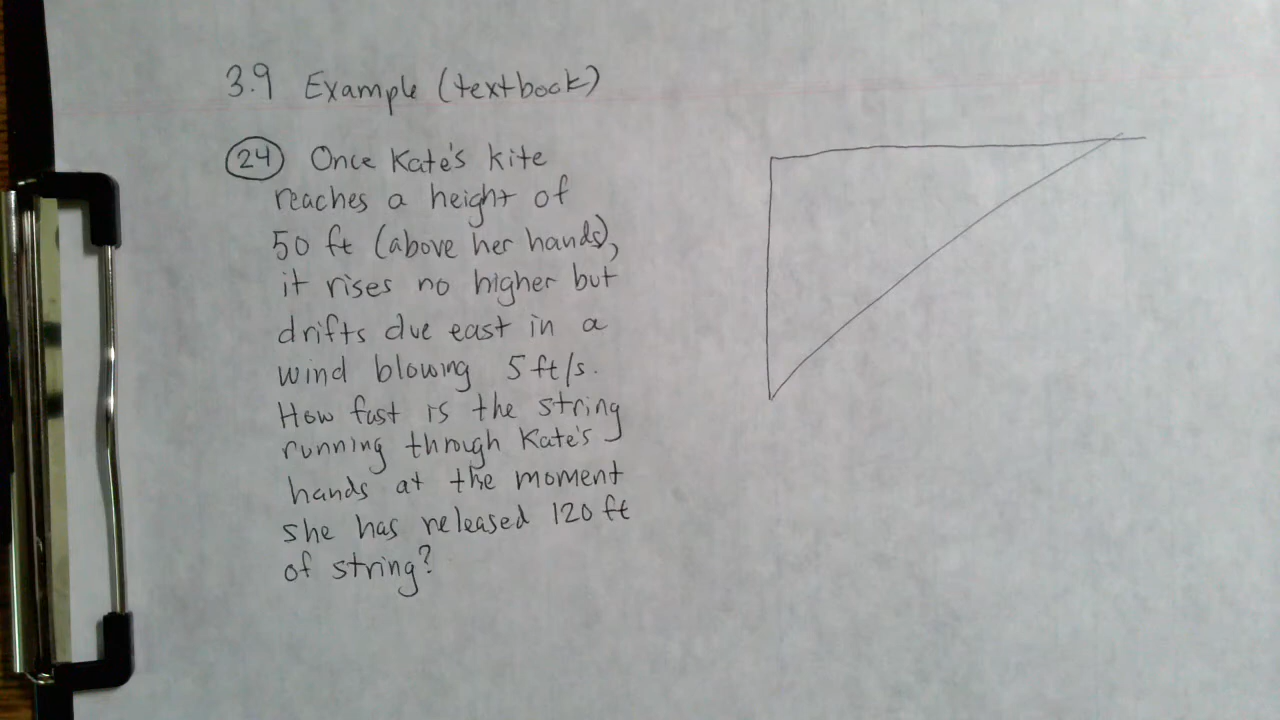 3.9 Example (textbook)
24 Once Kate's kite
reaches a height of
50 ft (above her hands),
it rises no higher but
drifts due east in a
wind blowing 5 ft/s.
How fast is the string
running through Kate's
hands at the moment
she has released 120 ft
of string?